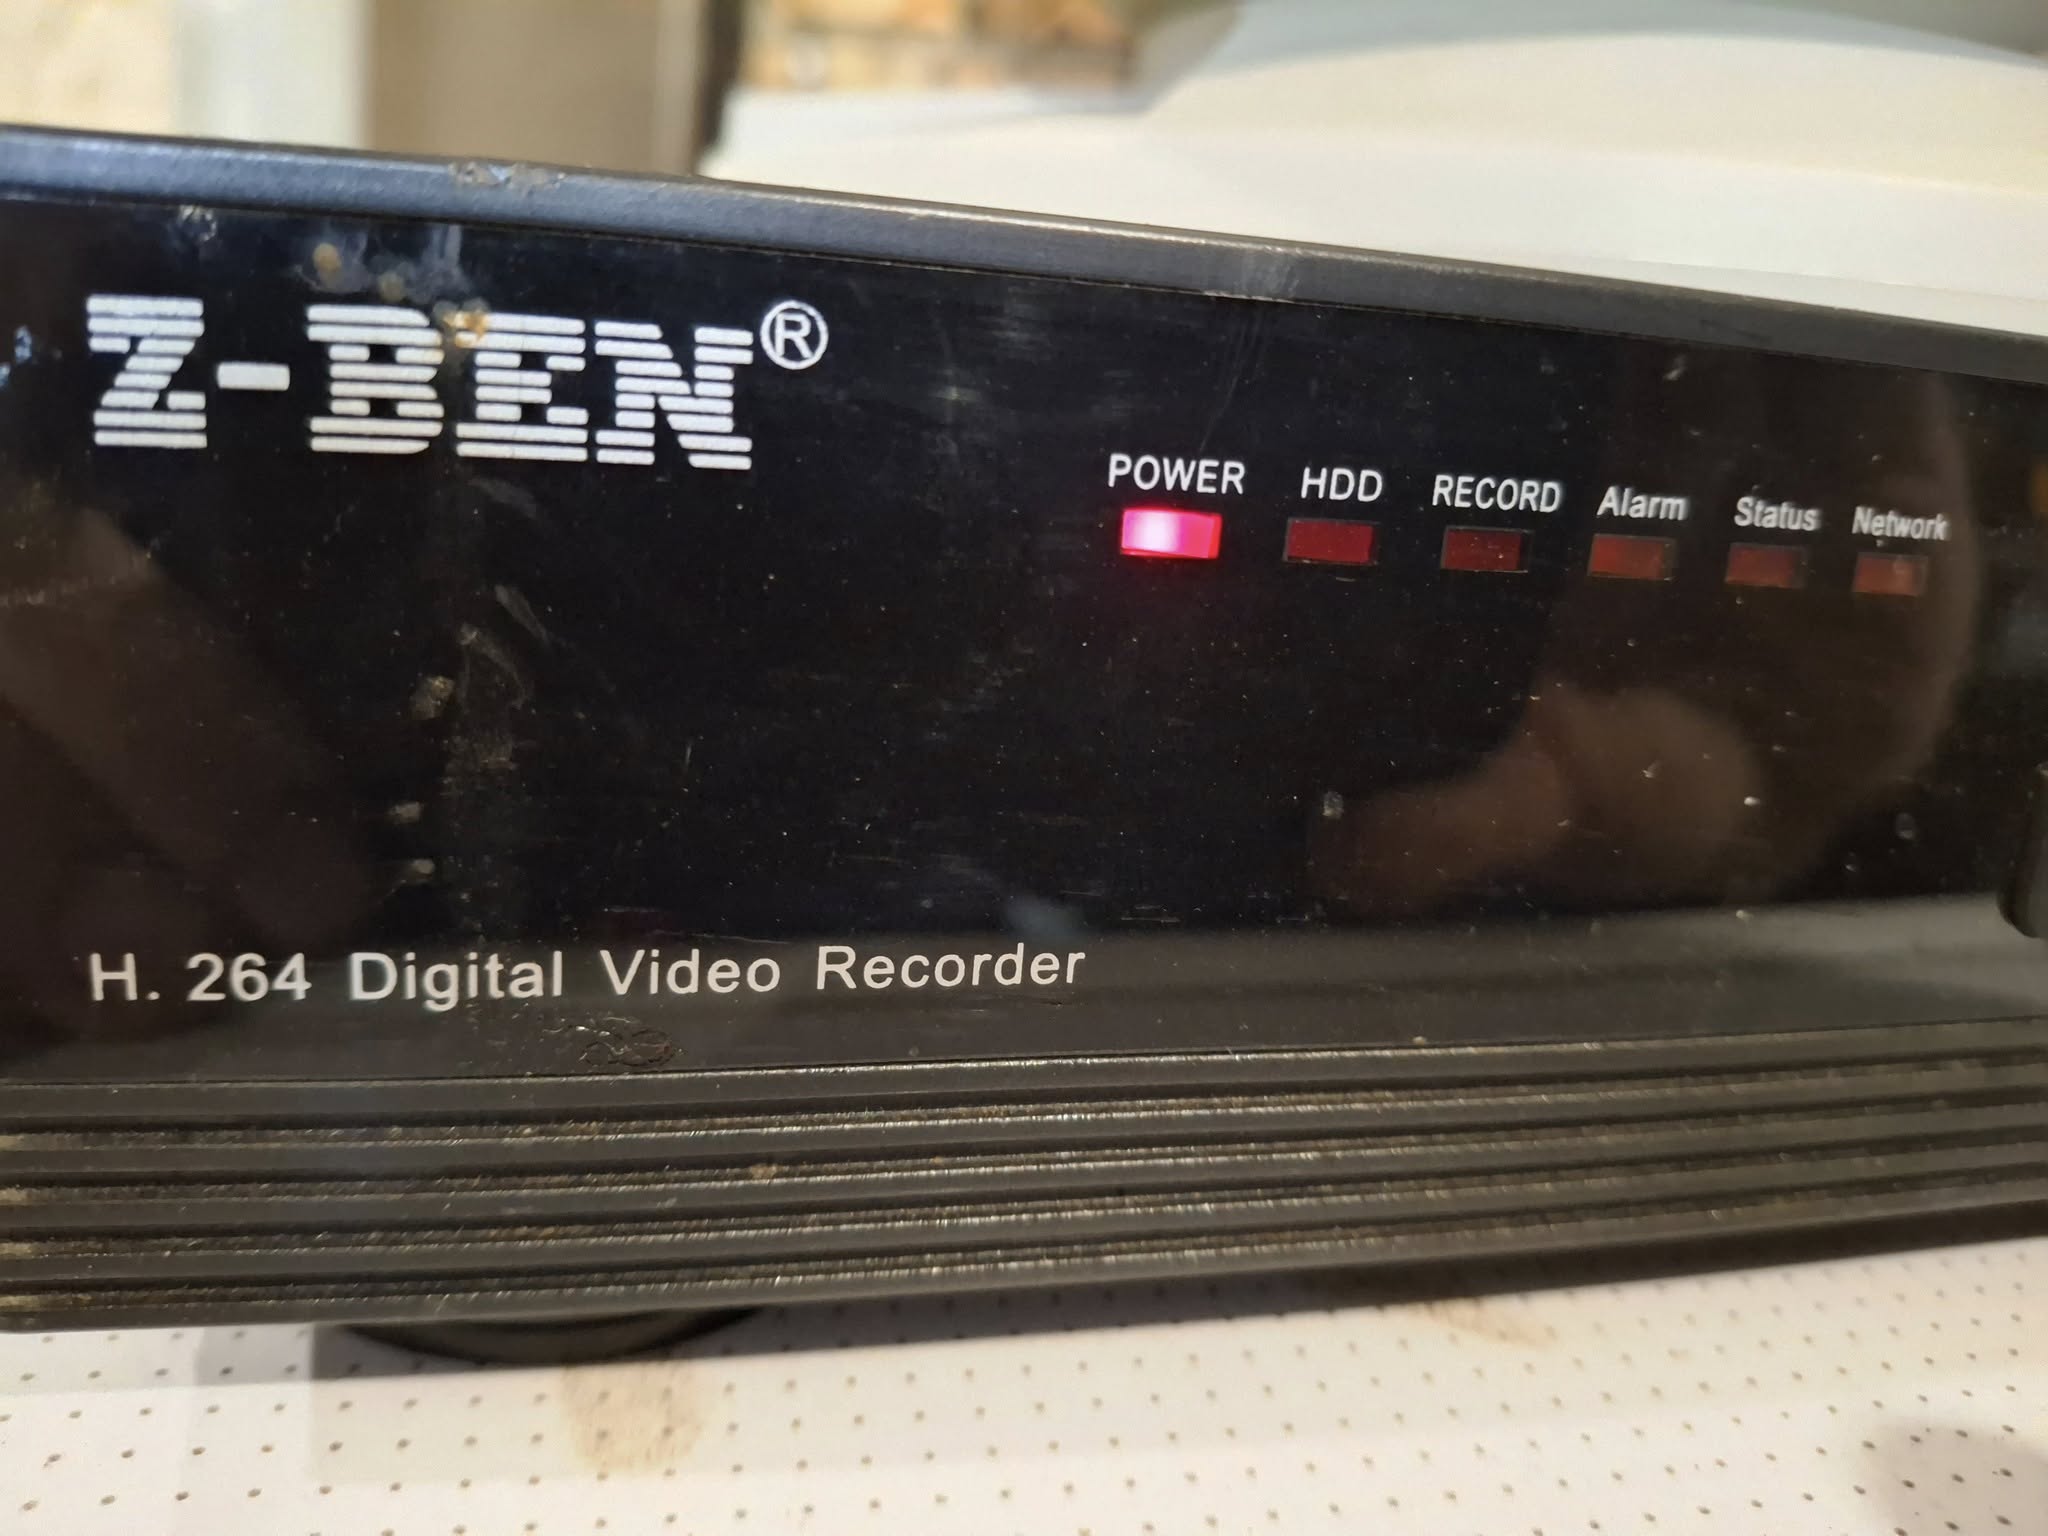 Z-BEN®
POWER HDD RECORD Alarm Status Network
H. 264 Digital Video Recorder